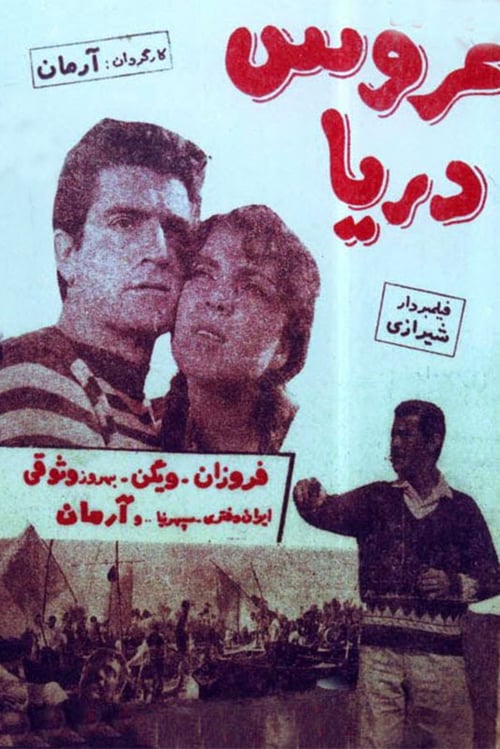 کارگردان: آرمان
عروس
دریا
فیلمبردار
شیرازی
فروزان - ویگن - بهروز وثوقی
ایران دفتری - سپهرنیا .. و آرمان